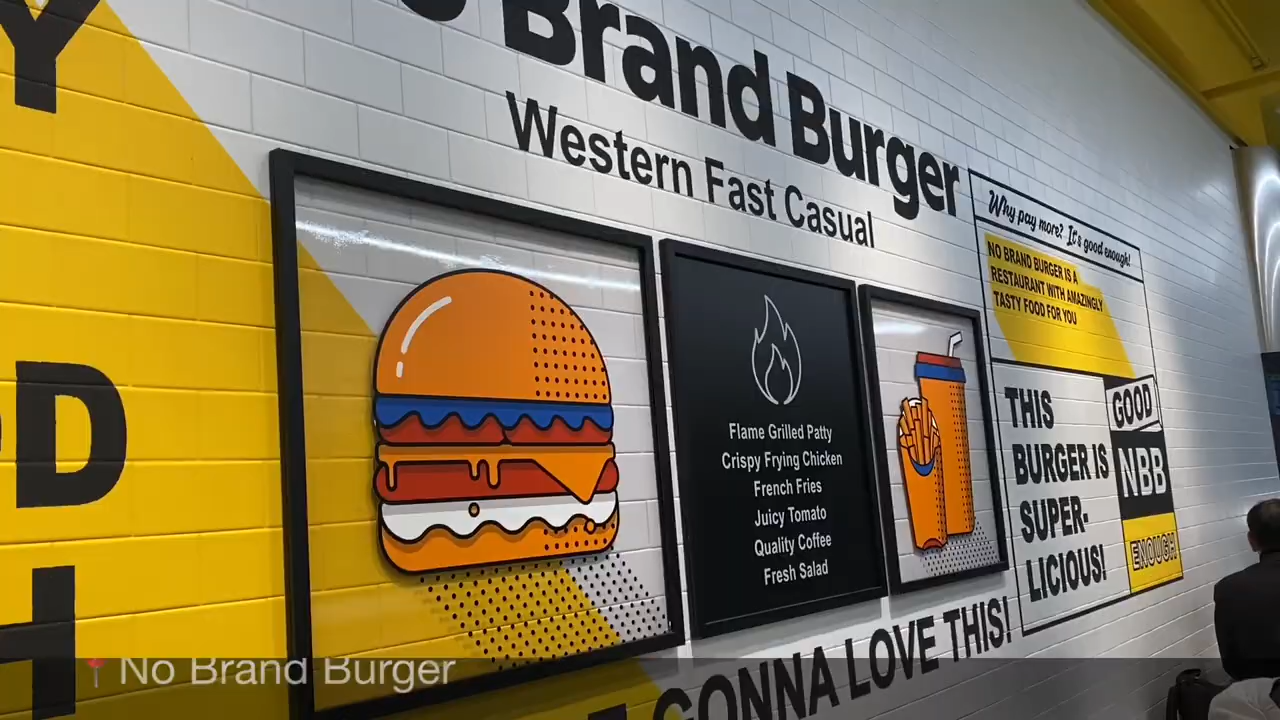 Brand Burger
Western Fast Casual
Why pay more? It's good enough!
NO BRAND BURGER IS A
RESTAURANT WITH AMAZINGLY
TASTY FOOD FOR YOU
Flame Grilled Patty
Crispy Frying Chicken
French Fries
Juicy Tomato
Quality Coffee
Fresh Salad
THIS
BURGER IS
SUPER-
LICIOUS!
GOOD
NBB
ENOUGH
GONNA LOVE THIS!
Y
D
H
No Brand Burger